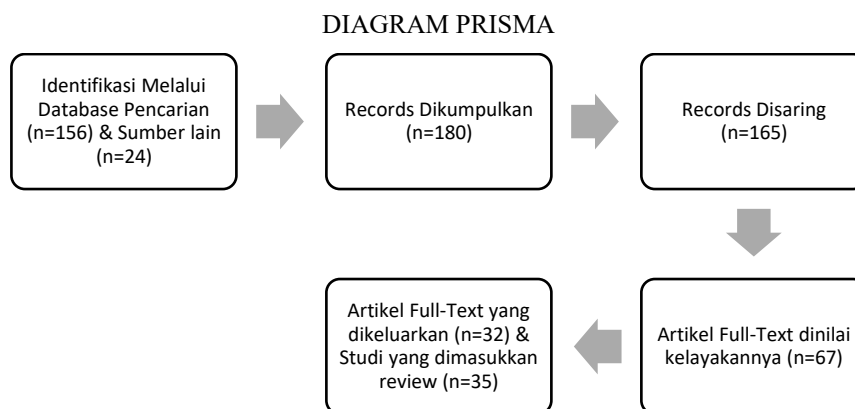 DIAGRAM PRISMA
Identifikasi Melalui
Database Pencarian
(n=156) & Sumber lain
(n=24)
Records Dikumpulkan
(n=180)
Records Disaring
(n=165)
Artikel Full-Text dinilai
kelayakannya (n=67)
Artikel Full-Text yang
dikeluarkan (n=32) &
Studi yang dimasukkan
review (n=35)